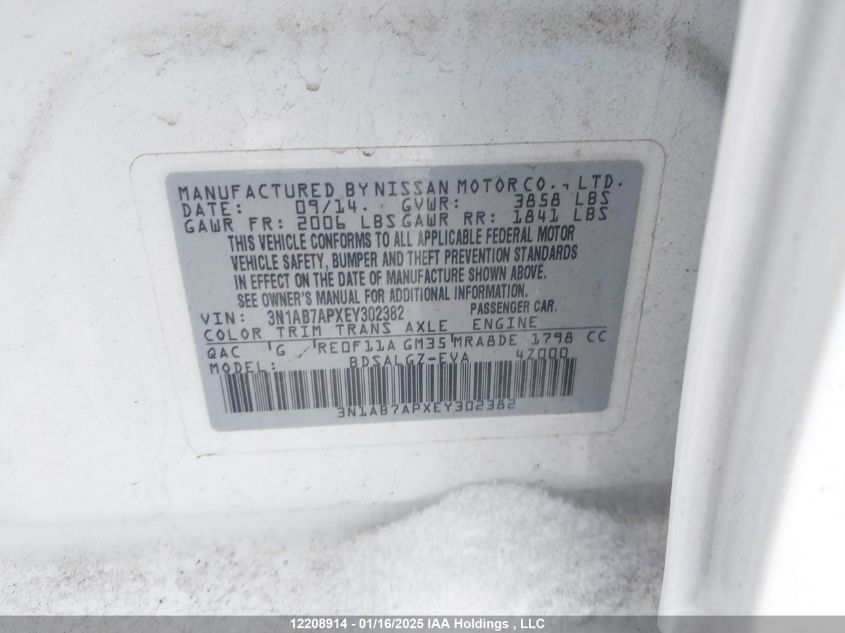 MANUFACTURED BY NISSAN MOTOR CO., LTD.
DATE: 09/14. GVWR: 3858 LBS
GAWR FR: 2006 LBS GAWR RR: 1841 LBS
THIS VEHICLE CONFORMS TO ALL APPLICABLE FEDERAL MOTOR
VEHICLE SAFETY, BUMPER AND THEFT PREVENTION STANDARDS
IN EFFECT ON THE DATE OF MANUFACTURE SHOWN ABOVE.
SEE OWNER'S MANUAL FOR ADDITIONAL INFORMATION.
VIN: 3N1AB7APXEY302382 PASSENGER CAR.
COLOR TRIM TRANS AXLE ENGINE
QAC 'G /RE0F11A GM35'MRA8DE 1798 CC
MODEL: BDSALGZ-EVA 4Z000
3N1AB7APXEY302382
12208914 - 01/16/2025 IAA Holdings , LLC